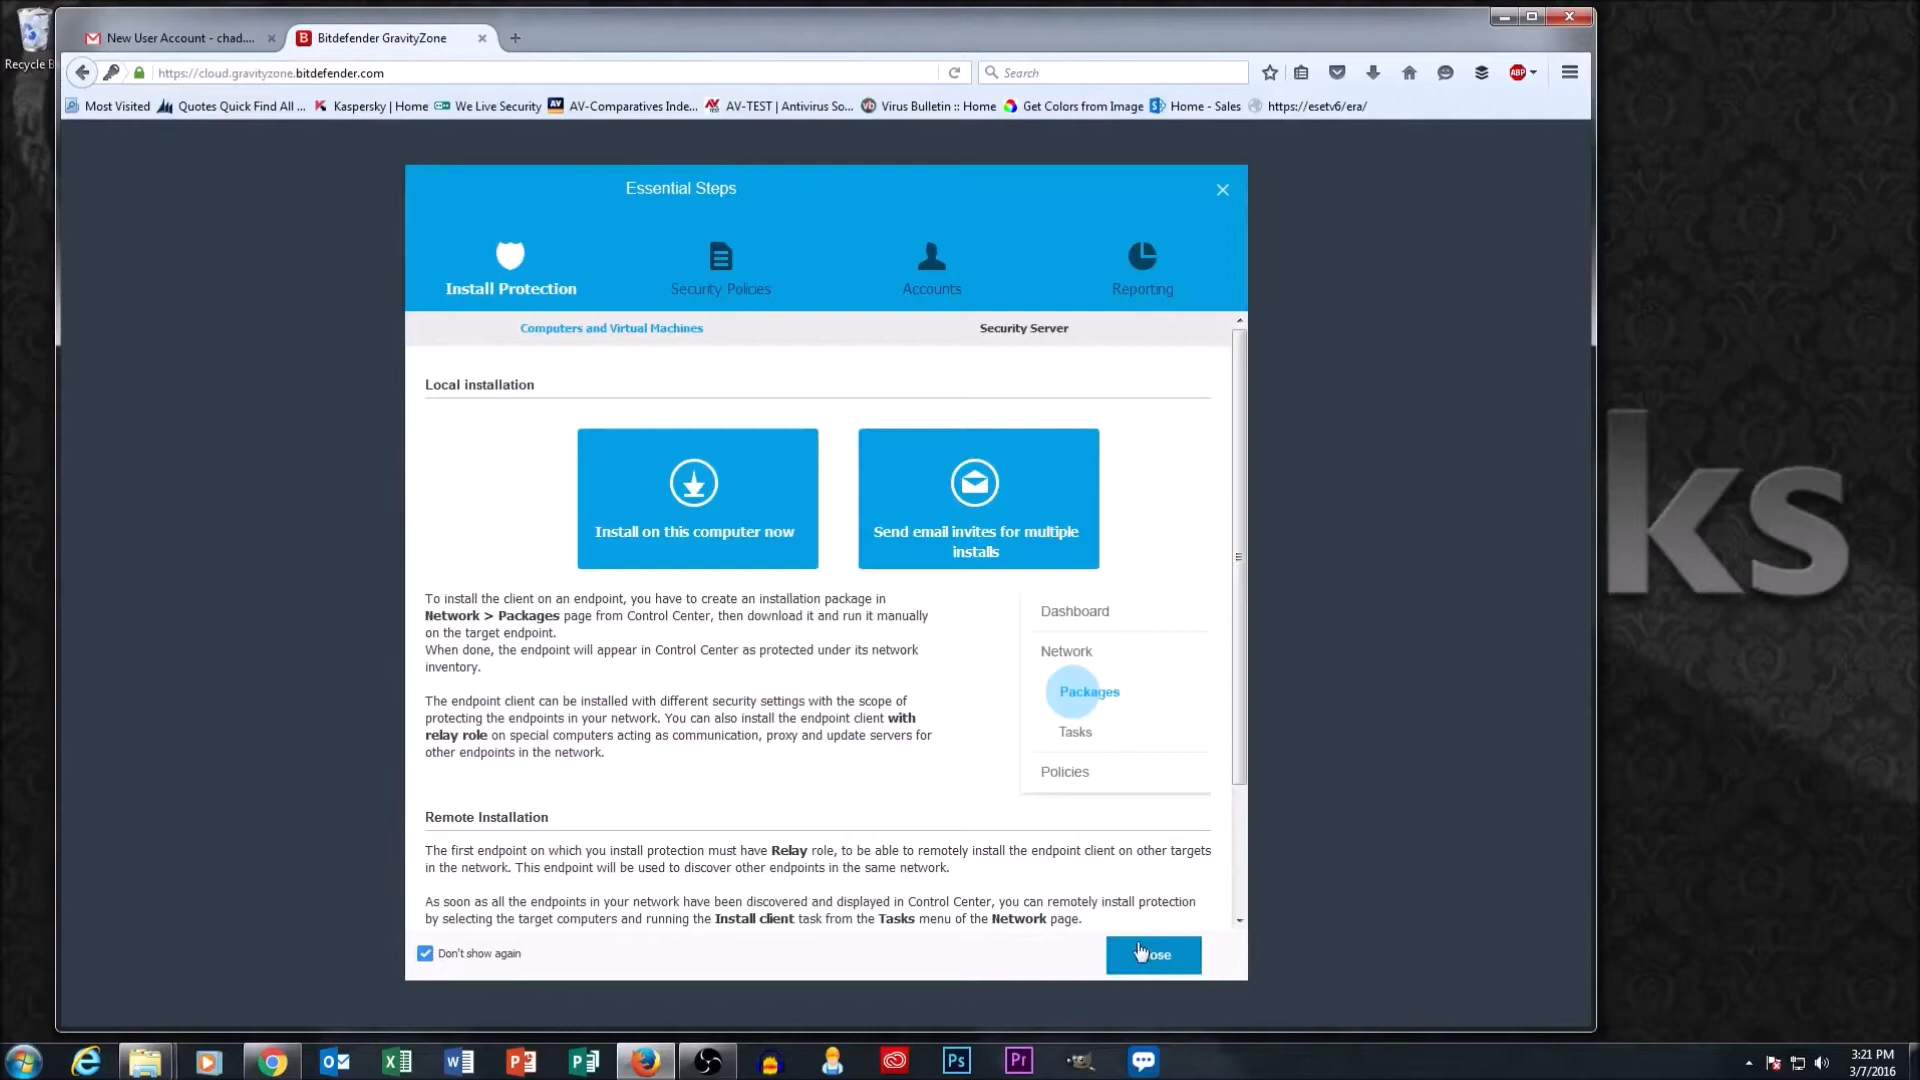 Recycle B
New User Account - chad....
Bitdefender GravityZone
https://cloud.gravityzone.bitdefender.com
Search
ABP
Most Visited
Quotes Quick Find All ...
Kaspersky | Home
We Live Security
AV-Comparatives Inde...
AV-TEST | Antivirus So...
Virus Bulletin :: Home
Get Colors from Image
Home - Sales
https://esetv6/era/
Essential Steps
Install Protection
Security Policies
Accounts
Reporting
Computers and Virtual Machines
Security Server
Local installation
Install on this computer now
Send email invites for multiple
installs
To install the client on an endpoint, you have to create an installation package in
Network > Packages page from Control Center, then download it and run it manually
on the target endpoint.
When done, the endpoint will appear in Control Center as protected under its network
inventory.
The endpoint client can be installed with different security settings with the scope of
protecting the endpoints in your network. You can also install the endpoint client with
relay role on special computers acting as communication, proxy and update servers for
other endpoints in the network.
Dashboard
Network
Packages
Tasks
Policies
Remote Installation
The first endpoint on which you install protection must have Relay role, to be able to remotely install the endpoint client on other targets
in the network. This endpoint will be used to discover other endpoints in the same network.
As soon as all the endpoints in your network have been discovered and displayed in Control Center, you can remotely install protection
by selecting the target computers and running the Install client task from the Tasks menu of the Network page.
Don't show again
ose
ks
Ps
Pr
3:21 PM
3/7/2016